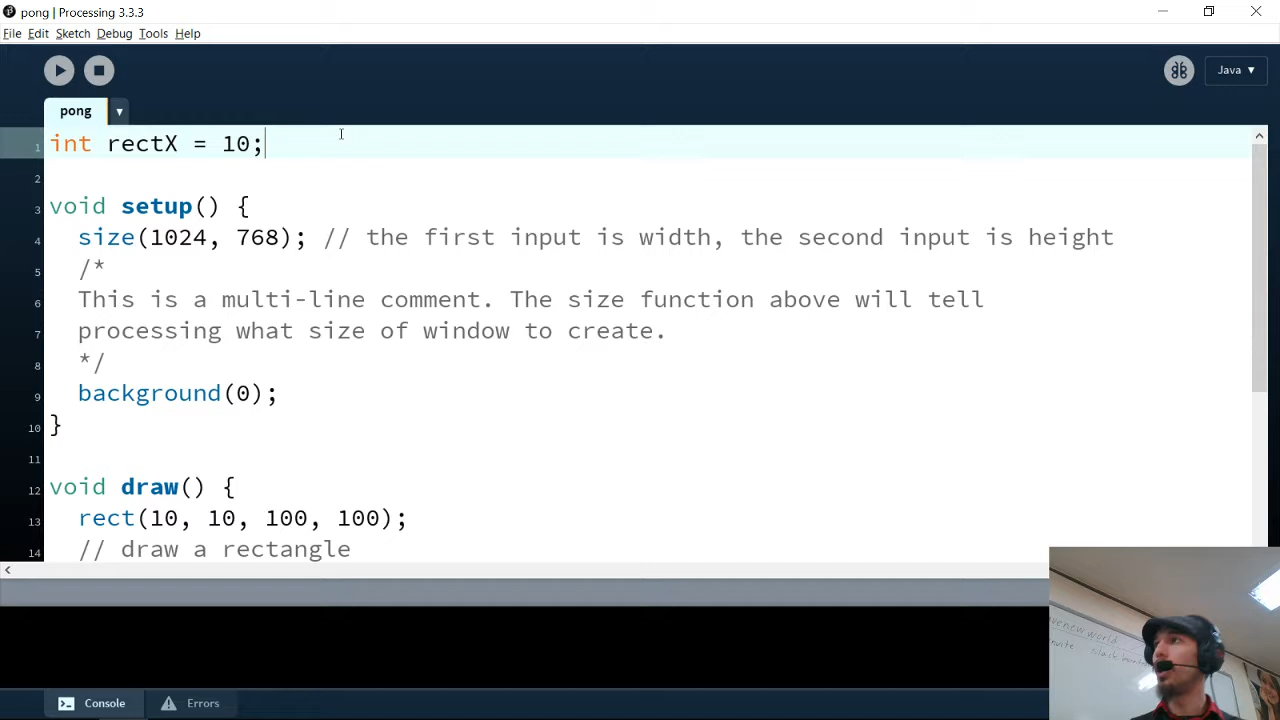 pong | Processing 3.3.3
File Edit Sketch Debug Tools Help
Java ▼
pong ▼
1 int rectX = 10;
2
3 void setup() {
4 size(1024, 768); // the first input is width, the second input is height
5 /*
6 This is a multi-line comment. The size function above will tell
7 processing what size of window to create.
8 */
9 background(0);
10 }
11
12 void draw() {
13 rect(10, 10, 100, 100);
14 // draw a rectangle
new world
Console Errors